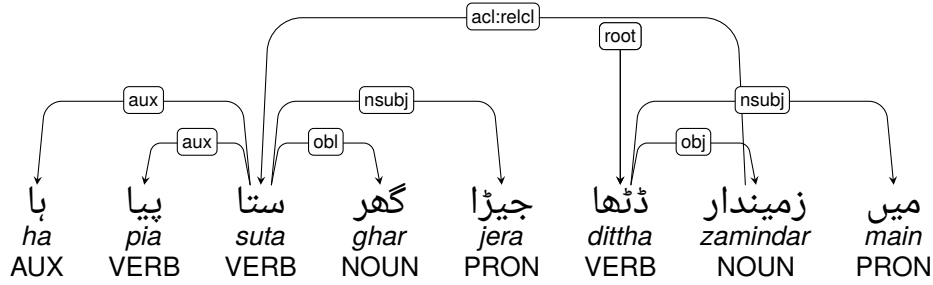 acl:relcl
root
aux nsubj nsubj
aux obl obj
میں زمیندار ڈٹھا جیڑا گھر ستا پیا ہا
ha pia suta ghar jera dittha zamindar main
AUX VERB VERB NOUN PRON VERB NOUN PRON